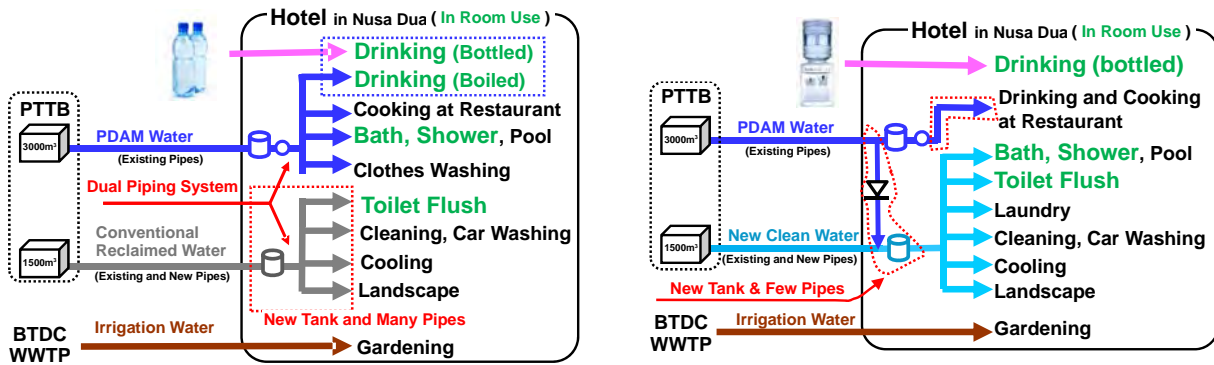 Hotel in Nusa Dua ( In Room Use )
Drinking (Bottled)
Drinking (Boiled)
Cooking at Restaurant
Bath, Shower, Pool
Clothes Washing
PTTB
3000m³
PDAM Water
(Existing Pipes)
Dual Piping System
Toilet Flush
Cleaning, Car Washing
Cooling
Landscape
Conventional
Reclaimed Water
1500m³
(Existing and New Pipes)
New Tank and Many Pipes
BTDC
WWTP
Irrigation Water
Gardening
Hotel in Nusa Dua ( In Room Use )
Drinking (bottled)
Drinking and Cooking
at Restaurant
PTTB
3000m³
PDAM Water
(Existing Pipes)
Bath, Shower, Pool
Toilet Flush
Laundry
Cleaning, Car Washing
Cooling
Landscape
1500m³
New Clean Water
(Existing and New Pipes)
New Tank & Few Pipes
BTDC
WWTP
Irrigation Water
Gardening